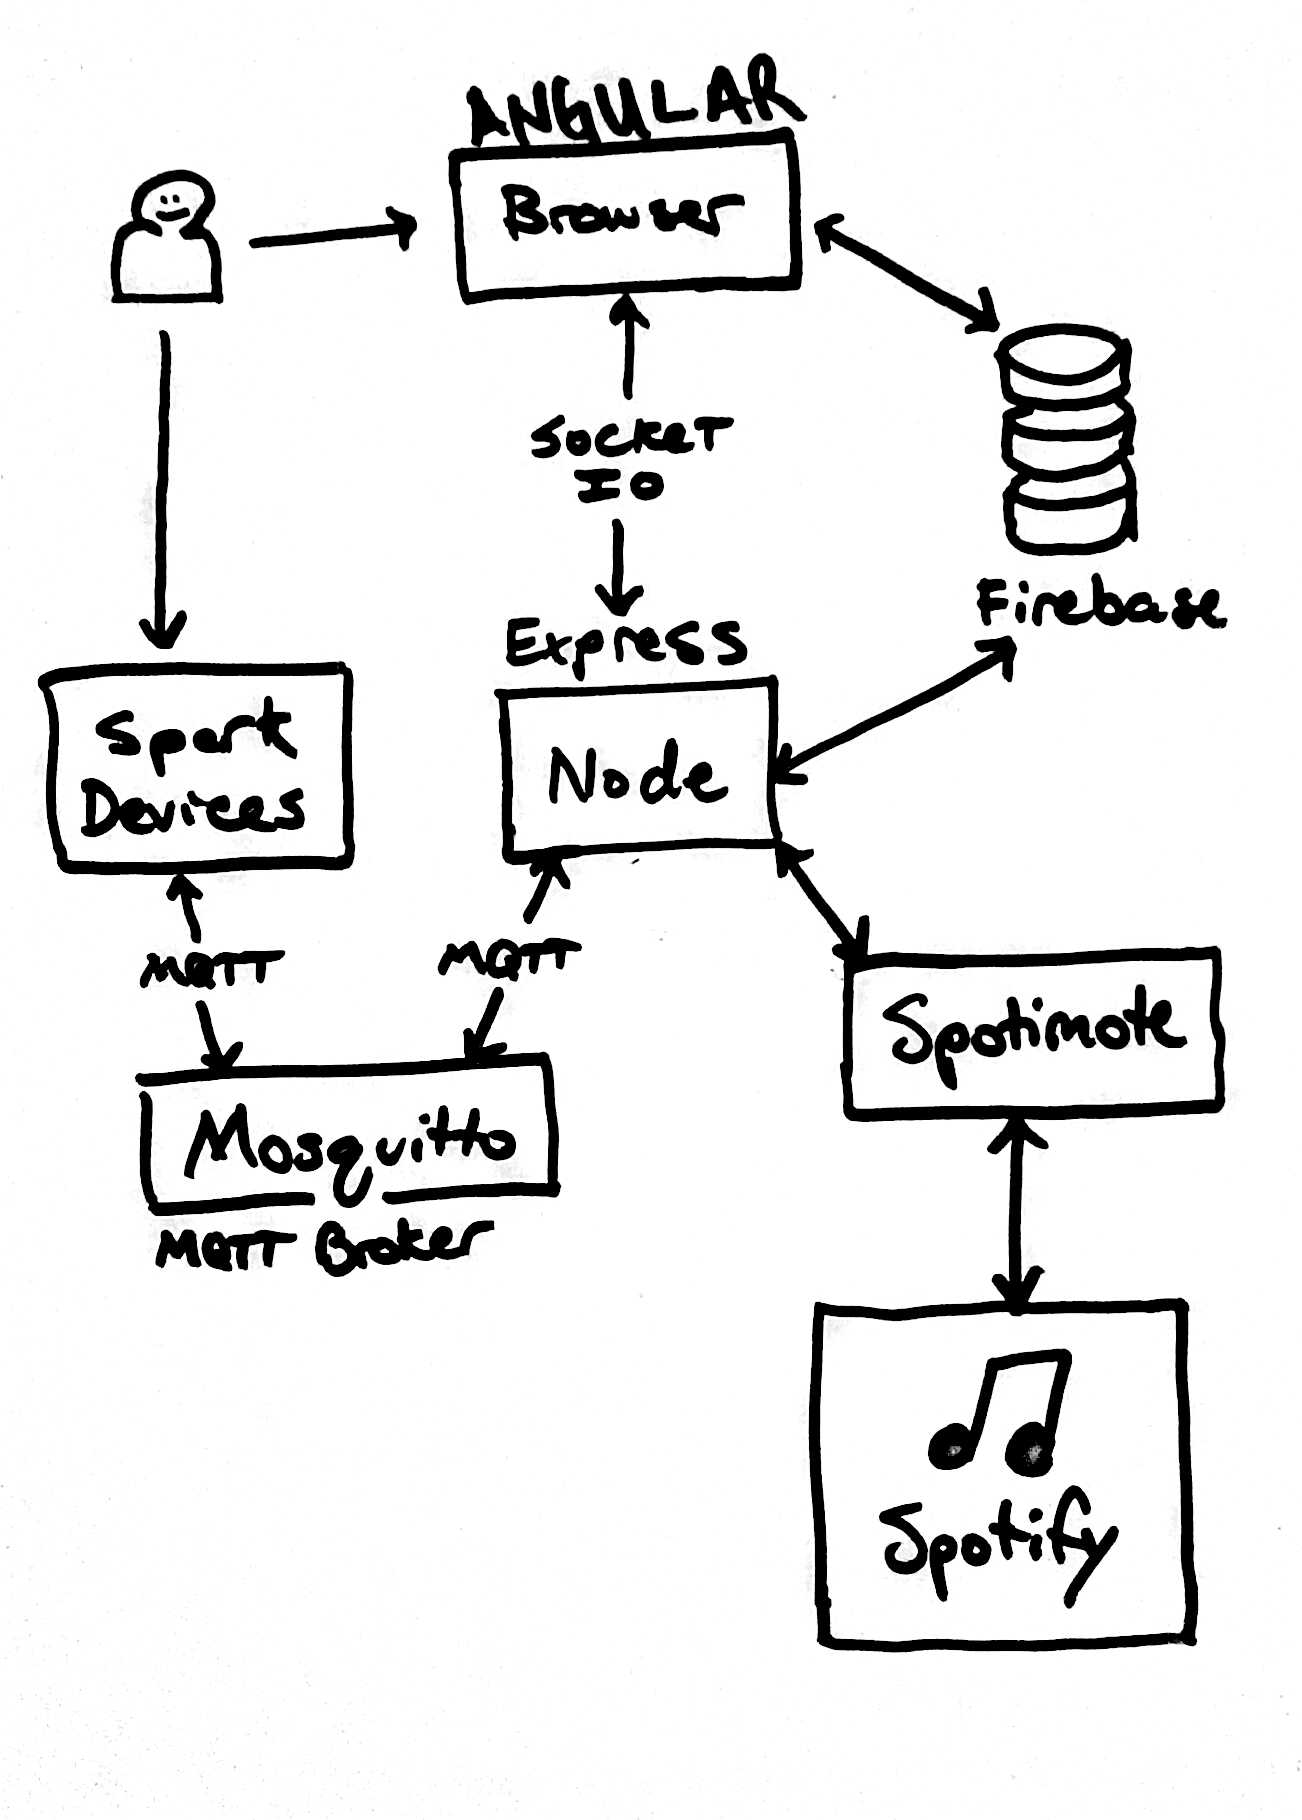 ANGULAR
Browser
SOCKET
IO
Firebase
Express
Node
Spark
Devices
MQTT
MQTT
Spotimote
Mosquitto
MQTT Broker
Spotify